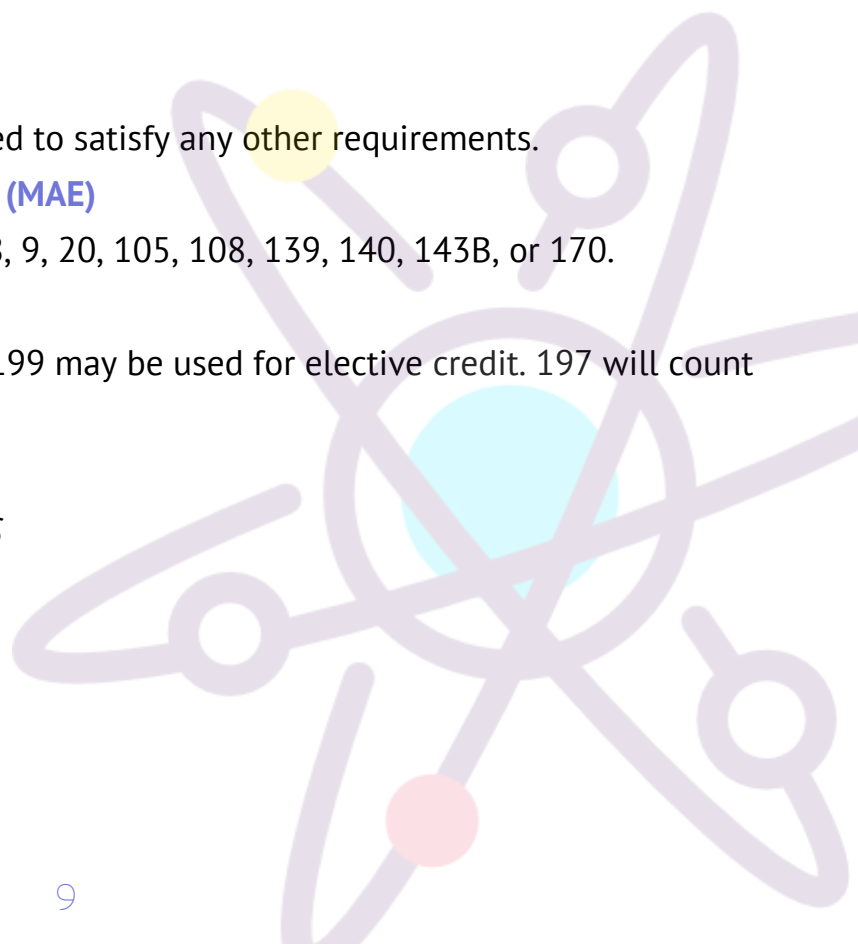 ed to satisfy any other requirements.
(MAE)
, 9, 20, 105, 108, 139, 140, 143B, or 170.
199 may be used for elective credit. 197 will count
9